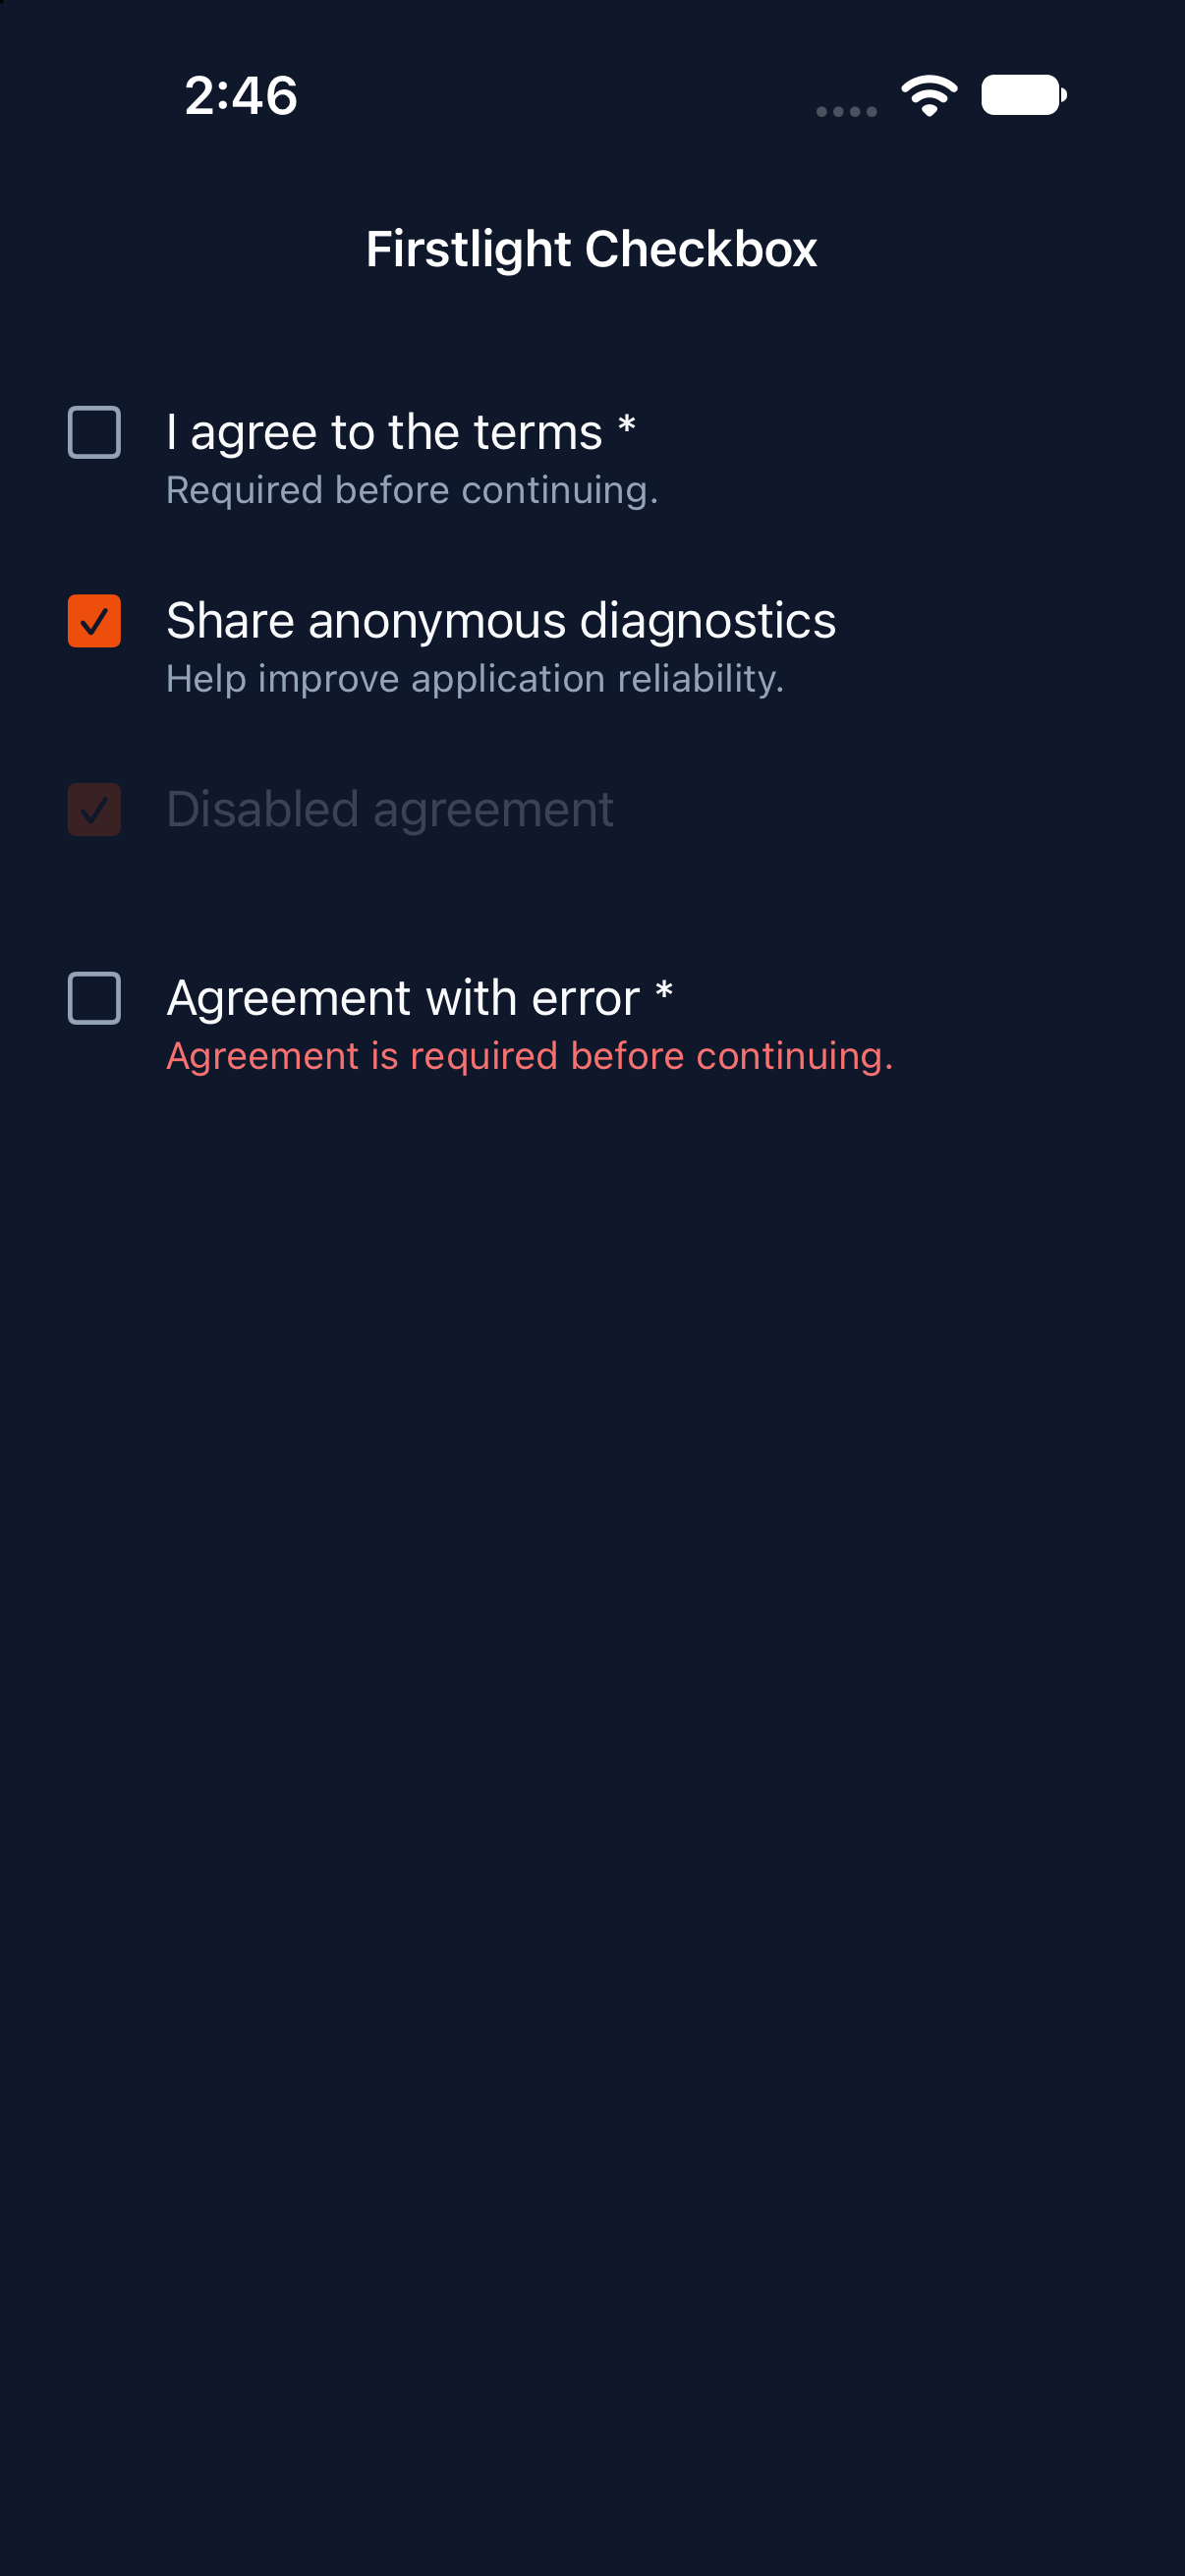 2:46
Firstlight Checkbox
I agree to the terms *
Required before continuing.
Share anonymous diagnostics
Help improve application reliability.
Disabled agreement
Agreement with error *
Agreement is required before continuing.